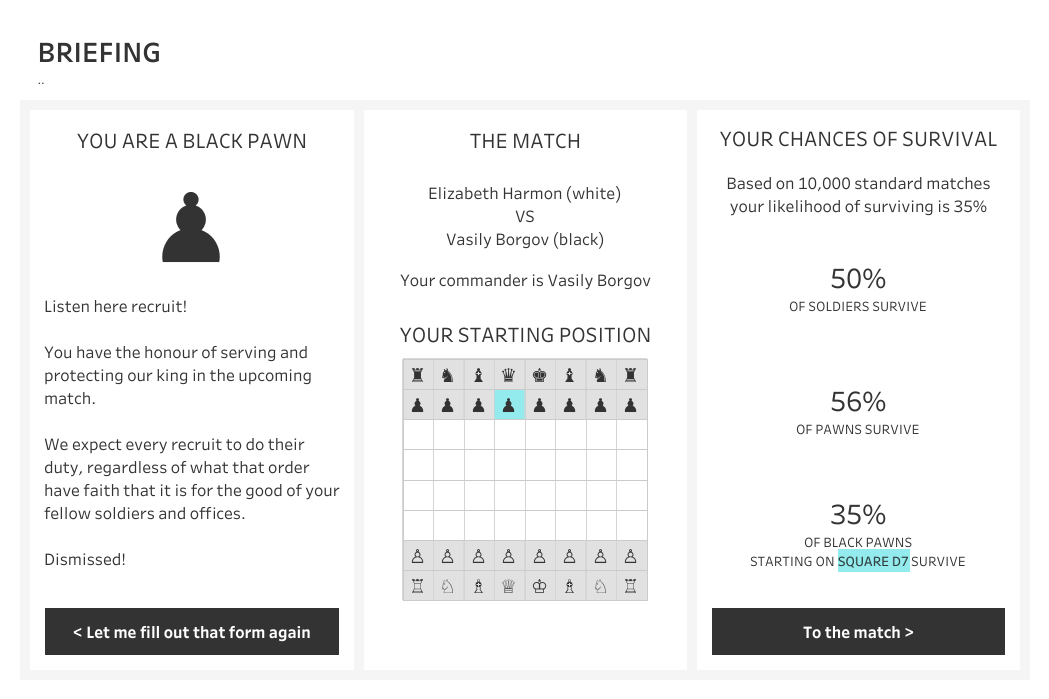 BRIEFING
..
YOU ARE A BLACK PAWN
Listen here recruit!
You have the honour of serving and
protecting our king in the upcoming
match.
We expect every recruit to do their
duty, regardless of what that order
have faith that it is for the good of your
fellow soldiers and offices.
Dismissed!
< Let me fill out that form again
THE MATCH
Elizabeth Harmon (white)
VS
Vasily Borgov (black)
Your commander is Vasily Borgov
YOUR STARTING POSITION
YOUR CHANCES OF SURVIVAL
Based on 10,000 standard matches
your likelihood of surviving is 35%
50%
OF SOLDIERS SURVIVE
56%
OF PAWNS SURVIVE
35%
OF BLACK PAWNS
STARTING ON SQUARE D7 SURVIVE
To the match >